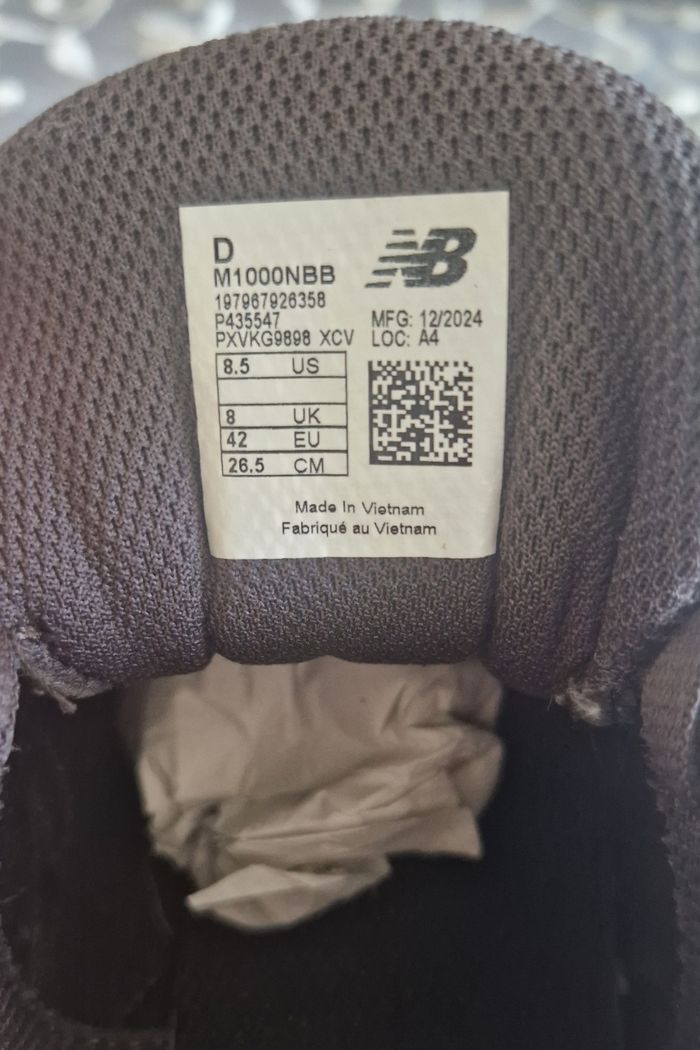 D
M1000NBB
197967926358
P435547
PXVKG9898 XCV
NB
MFG: 12/2024
LOC: A4
8.5 US
8 UK
42 EU
26.5 CM
Made In Vietnam
Fabriqué au Vietnam